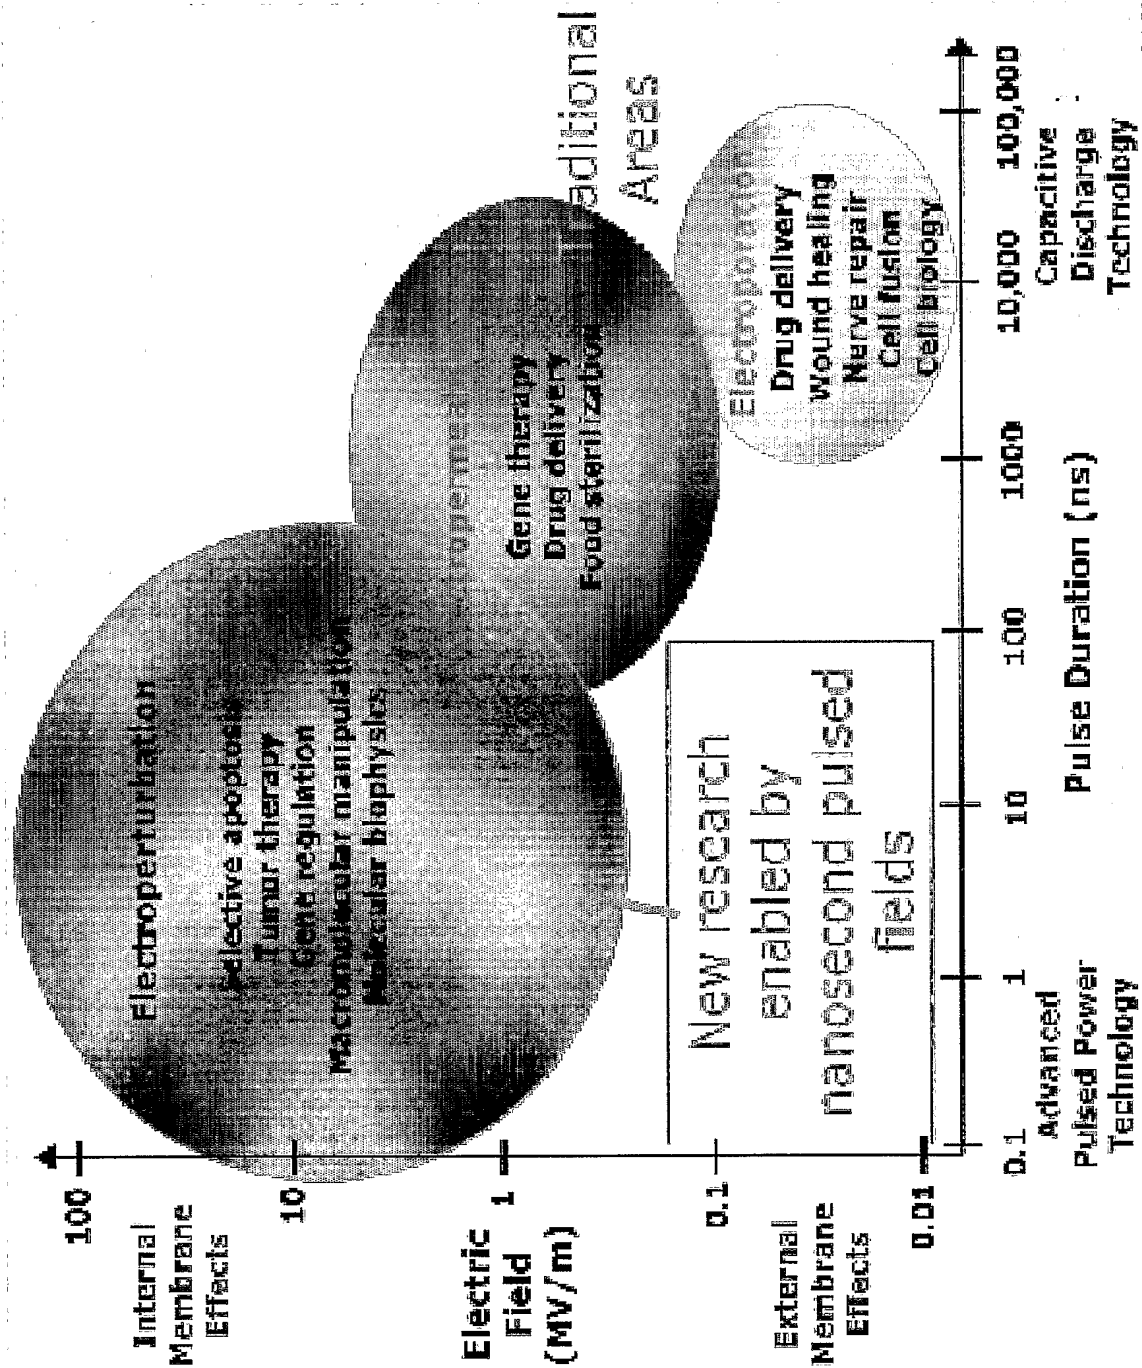 100
10
1
0.1
0.01
Internal
Membrane
Effects
Electric
Field
(MV/m)
External
Membrane
Effects
Electroperturbation
selective apoptosis
Tumor therapy
Gene regulation
Macromolecular manipulation
Molecular biophysics
Gene therapy
Drug delivery
Food sterilization
Traditional
Areas
Electroporation
Drug delivery
Wound healing
Nerve repair
Cell fusion
Cell biology
New research
enabled by
nanosecond pulsed
fields
0.1
1
10
100
1000
10,000
100,000
Advanced
Pulsed Power
Technology
Pulse Duration (ns)
Capacitive
Discharge
Technology